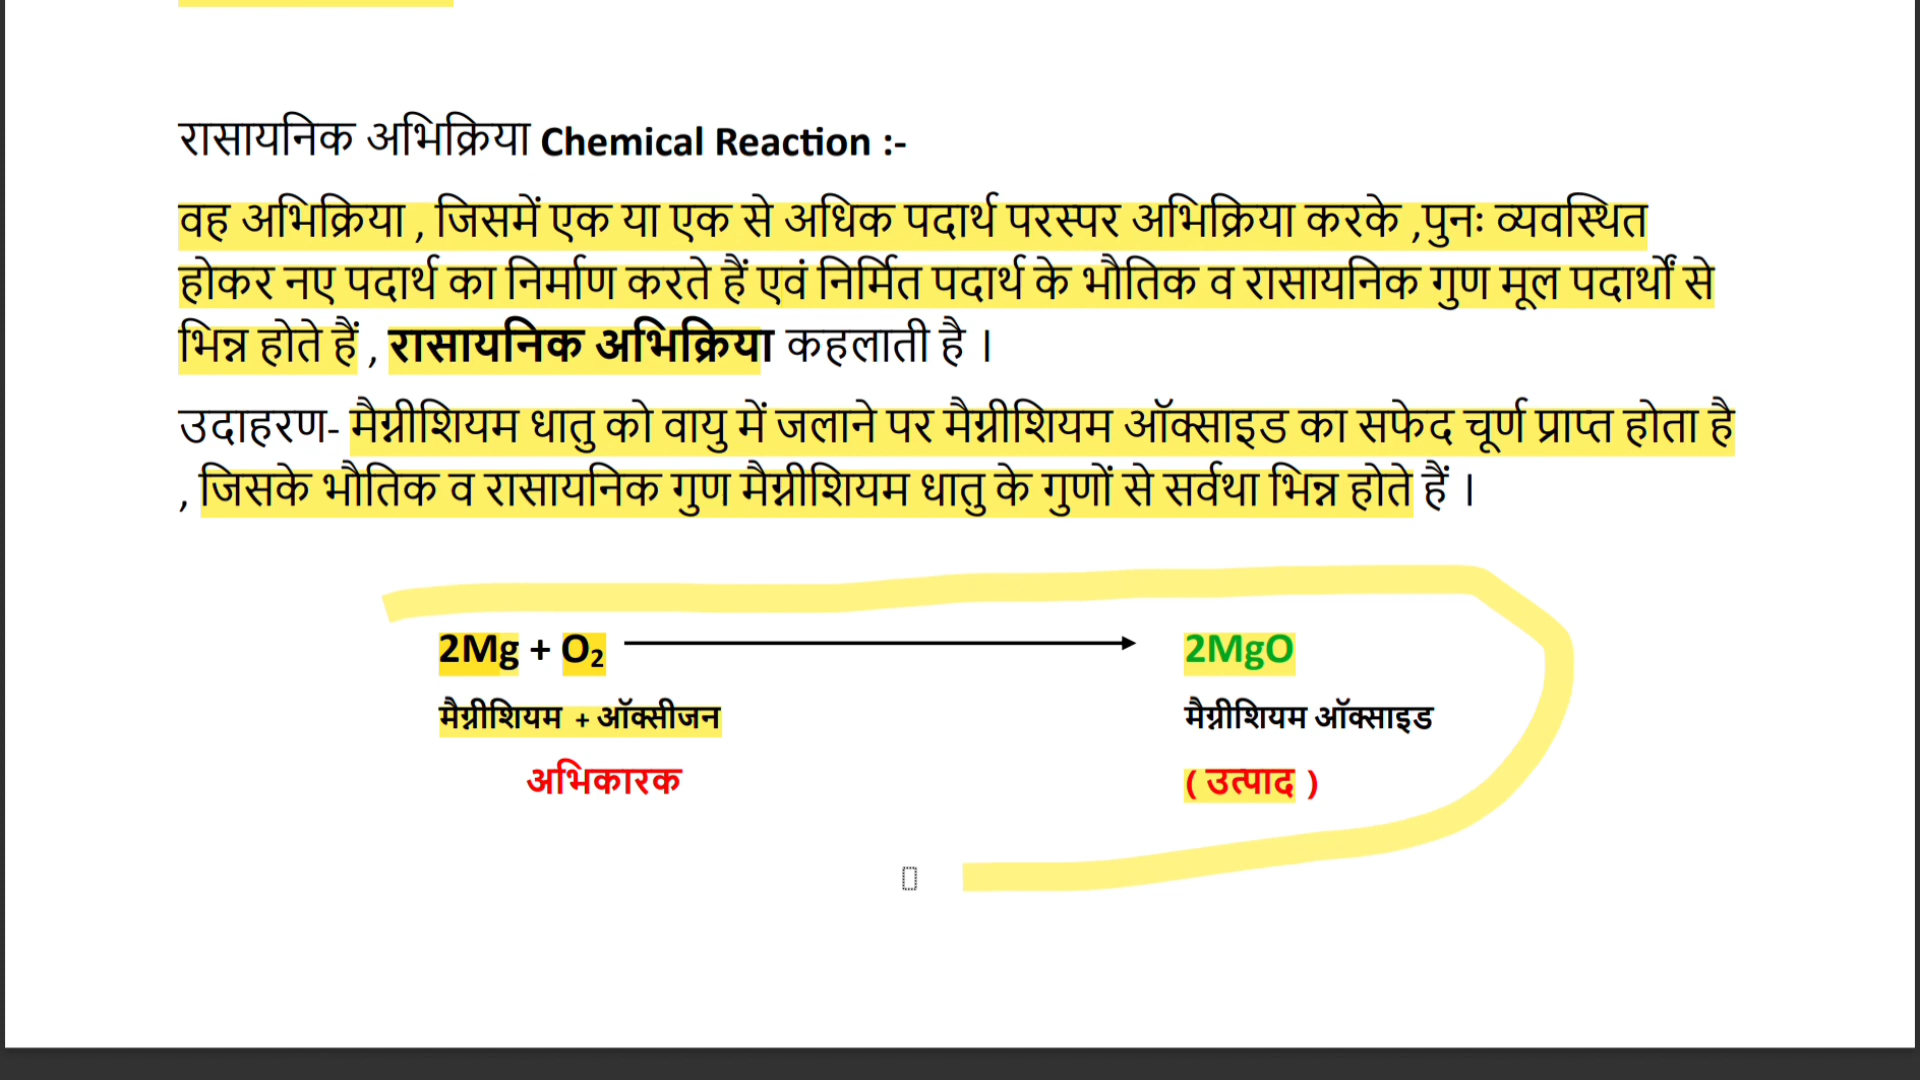 रासायनिक अभिक्रिया Chemical Reaction :-
वह अभिक्रिया , जिसमें एक या एक से अधिक पदार्थ परस्पर अभिक्रिया करके ,पुनः व्यवस्थित
होकर नए पदार्थ का निर्माण करते हैं एवं निर्मित पदार्थ के भौतिक व रासायनिक गुण मूल पदार्थों से
भिन्न होते हैं , रासायनिक अभिक्रिया कहलाती है ।
उदाहरण- मैग्नीशियम धातु को वायु में जलाने पर मैग्नीशियम ऑक्साइड का सफेद चूर्ण प्राप्त होता है
, जिसके भौतिक व रासायनिक गुण मैग्नीशियम धातु के गुणों से सर्वथा भिन्न होते हैं ।
2Mg + O₂ → 2MgO
मैग्नीशियम + ऑक्सीजन मैग्नीशियम ऑक्साइड
अभिकारक ( उत्पाद )